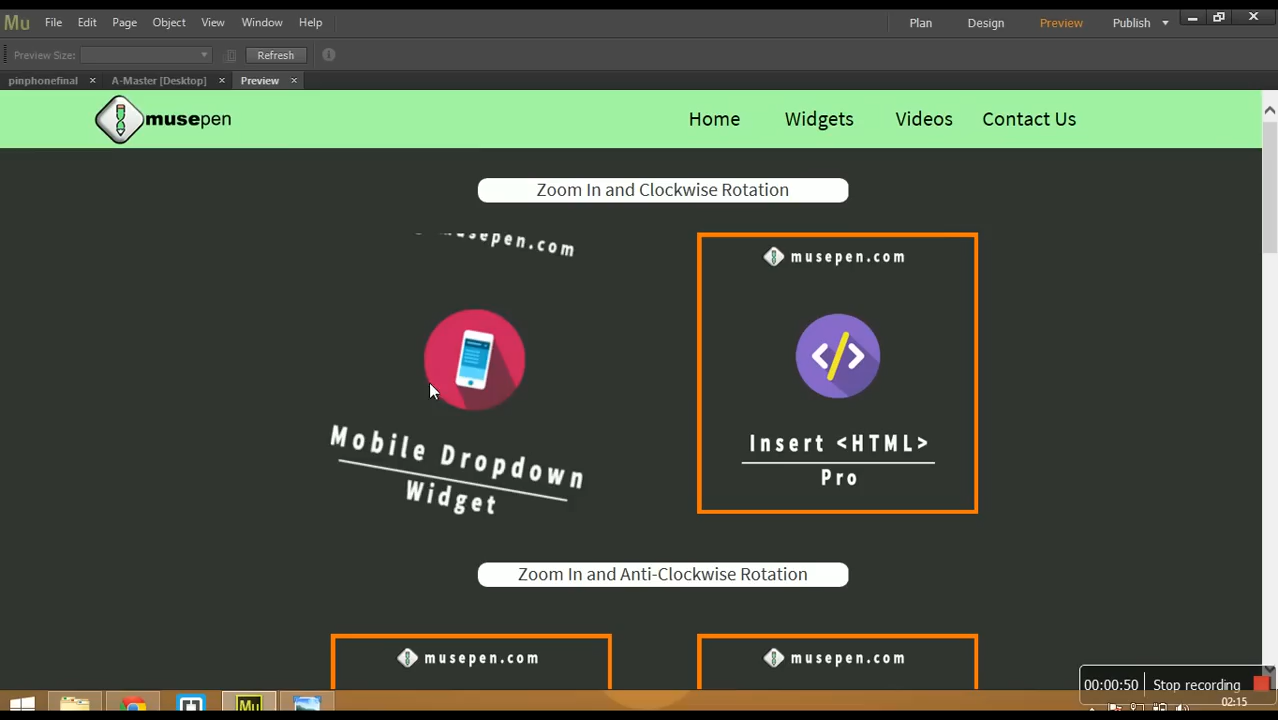 Mu File Edit Page Object View Window Help Plan Design Preview Publish
Preview Size: Refresh
pinphonefinal A-Master [Desktop] Preview
musepen Home Widgets Videos Contact Us
Zoom In and Clockwise Rotation
musepen.com
Mobile Dropdown
Widget
musepen.com
Insert <HTML>
Pro
Zoom In and Anti-Clockwise Rotation
musepen.com musepen.com
00:00:50 Stop recording
Mu 02:15